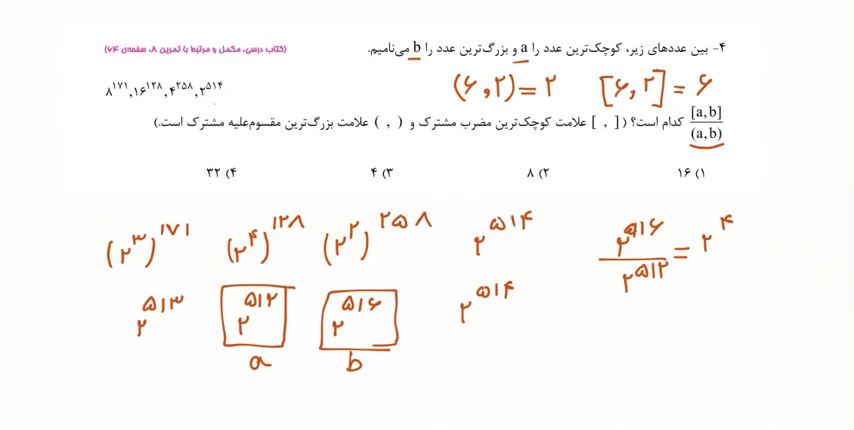 ۴- بین عددهای زیر، کوچک‌ترین عدد را a و بزرگ‌ترین عدد را b می‌نامیم. (کتاب درسی، مکمل و مرتبط با تمرین ۸، صفحه‌ی ۶۴)
(۶,۲)=۲ [۶,۲]=۶
۸^۱۷۱, ۱۶^۱۲۸, ۴^۲۵۸, ۲^۵۱۴
[a,b]/(a,b) کدام است؟ ([ , ] علامت کوچک‌ترین مضرب مشترک و ( , ) علامت بزرگ‌ترین مقسوم‌علیه مشترک است.)
۱) ۱۶ ۲) ۸ ۳) ۴ ۴) ۳۲
(۲^۳)^۱۷۱ (۲^۴)^۱۲۸ (۲^۲)^۲۵۸ ۲^۵۱۴ ۲^۵۱۶/۲^۵۱۲=۲^۴
۲^۵۱۳ ۲^۵۱۲ ۲^۵۱۶ ۲^۵۱۴
a b